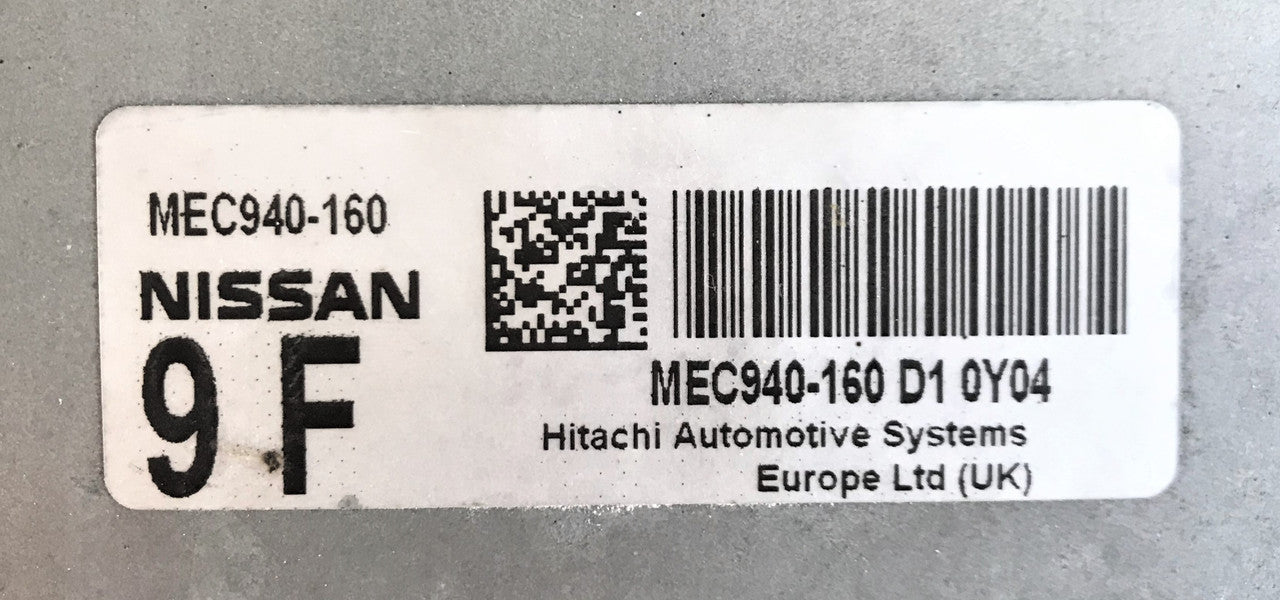 MEC940-160
NISSAN
9 F
MEC940-160 D1 0Y04
Hitachi Automotive Systems
Europe Ltd (UK)